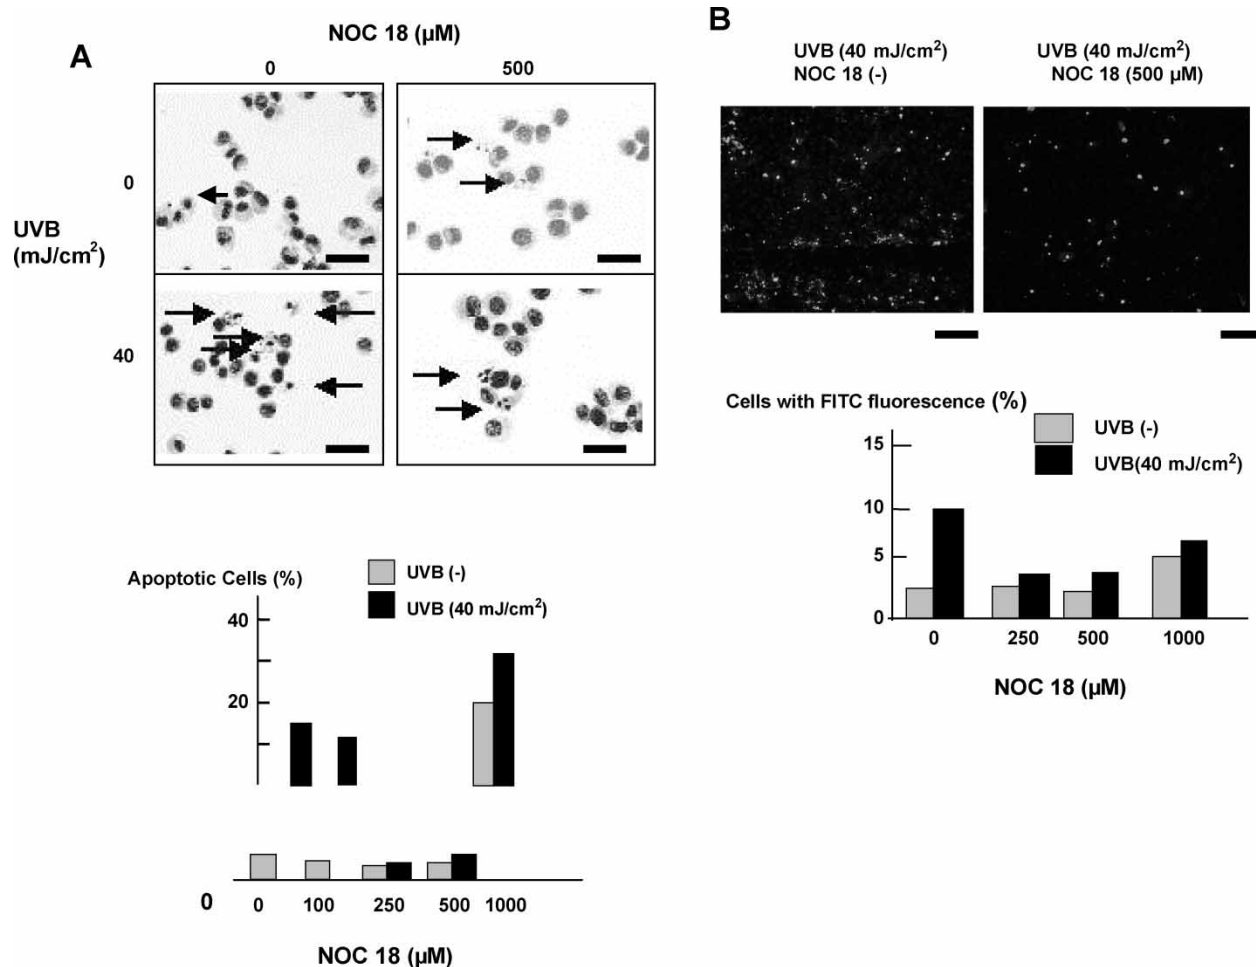 A
NOC 18 (µM)
0
500
UVB
(mJ/cm²)
0
40
Apoptotic Cells (%)
UVB (-)
UVB (40 mJ/cm²)
40
20
0
0
100
250
500
1000
NOC 18 (µM)
B
UVB (40 mJ/cm²)
NOC 18 (-)
UVB (40 mJ/cm²)
NOC 18 (500 µM)
Cells with FITC fluorescence (%)
UVB (-)
UVB(40 mJ/cm²)
15
10
5
0
0
250
500
1000
NOC 18 (µM)